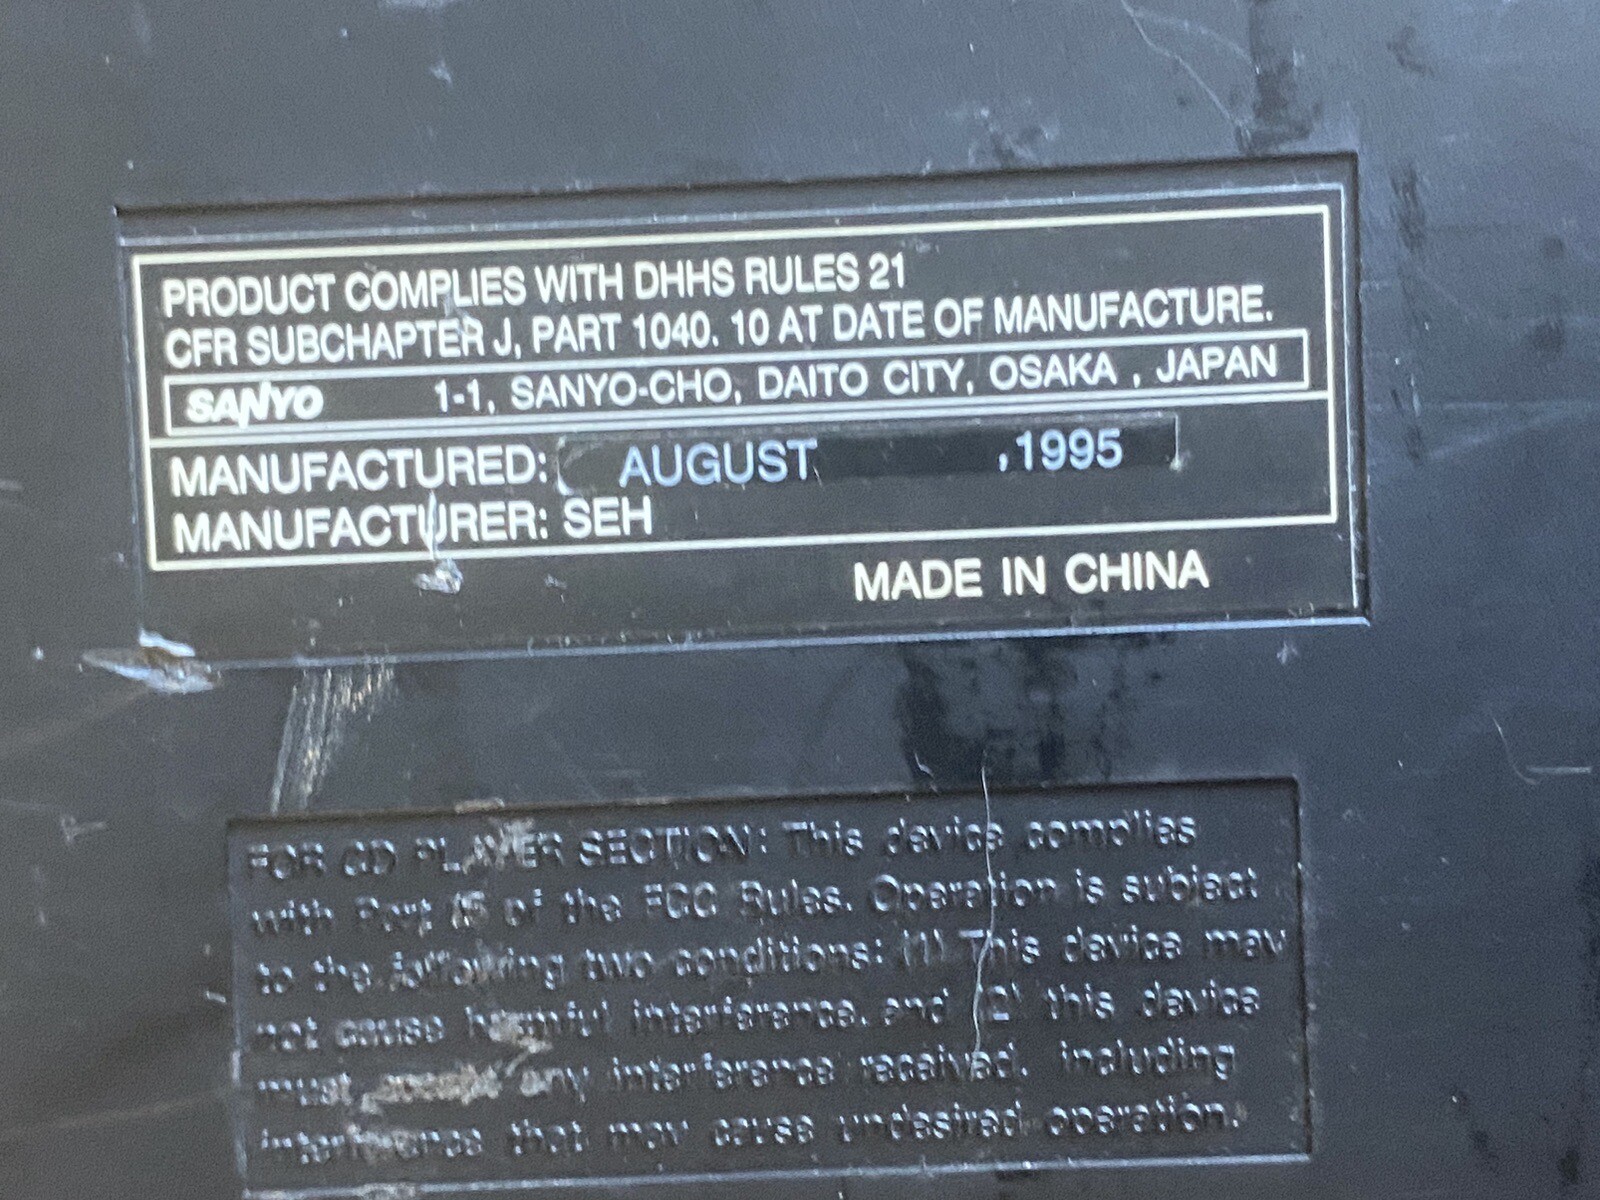 PRODUCT COMPLIES WITH DHHS RULES 21
CFR SUBCHAPTER J, PART 1040. 10 AT DATE OF MANUFACTURE.
SANYO 1-1, SANYO-CHO, DAITO CITY, OSAKA , JAPAN
MANUFACTURED: AUGUST ,1995
MANUFACTURER: SEH
MADE IN CHINA
FOR CD PLAYER SECTION: This device complies
with Part 15 of the FCC Rules. Operation is subject
to the following two conditions: (1) This device may
not cause harmful interference, and (2) this device
must accept any interference received, including
interference that may cause undesired operation.